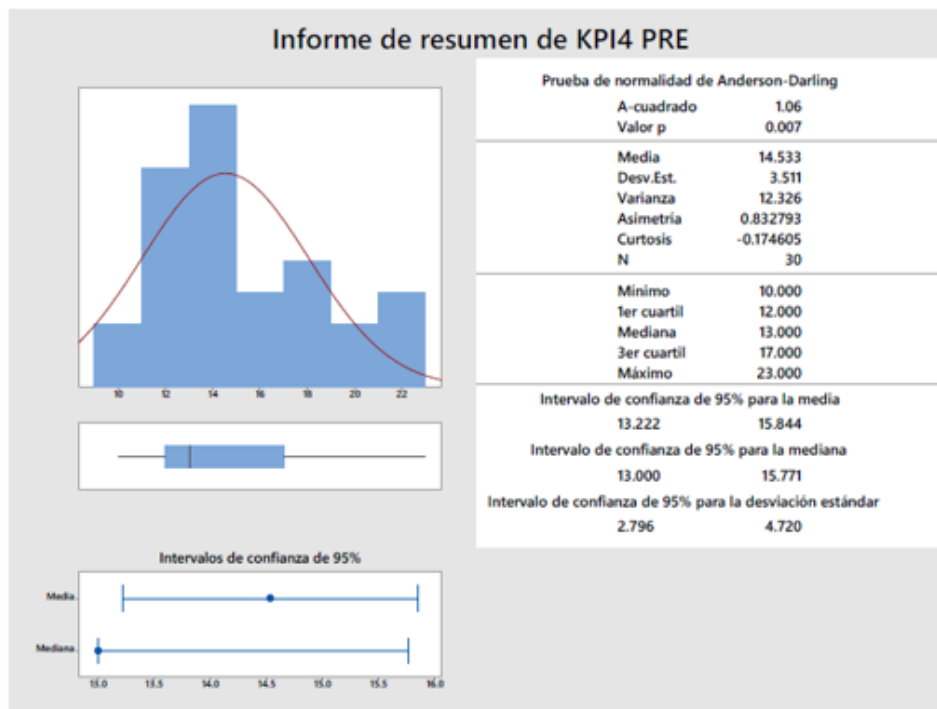 Informe de resumen de KPI4 PRE
10 12 14 16 18 20 22
Intervalos de confianza de 95%
Media
Mediana
13.0 13.5 14.0 14.5 15.0 15.5 16.0
Prueba de normalidad de Anderson-Darling
A-cuadrado 1.06
Valor p 0.007
Media 14.533
Desv.Est. 3.511
Varianza 12.326
Asimetría 0.832793
Curtosis -0.174605
N 30
Mínimo 10.000
1er cuartil 12.000
Mediana 13.000
3er cuartil 17.000
Máximo 23.000
Intervalo de confianza de 95% para la media
13.222 15.844
Intervalo de confianza de 95% para la mediana
13.000 15.771
Intervalo de confianza de 95% para la desviación estándar
2.796 4.720